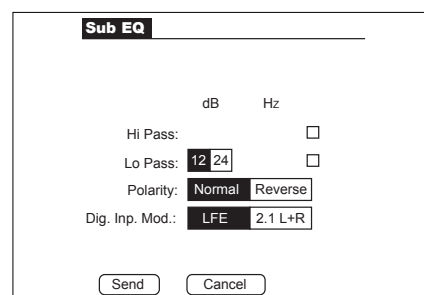 Sub EQ
dB Hz
Hi Pass:
Lo Pass: 12 24
Polarity: Normal Reverse
Dig. Inp. Mod.: LFE 2.1 L+R
Send Cancel